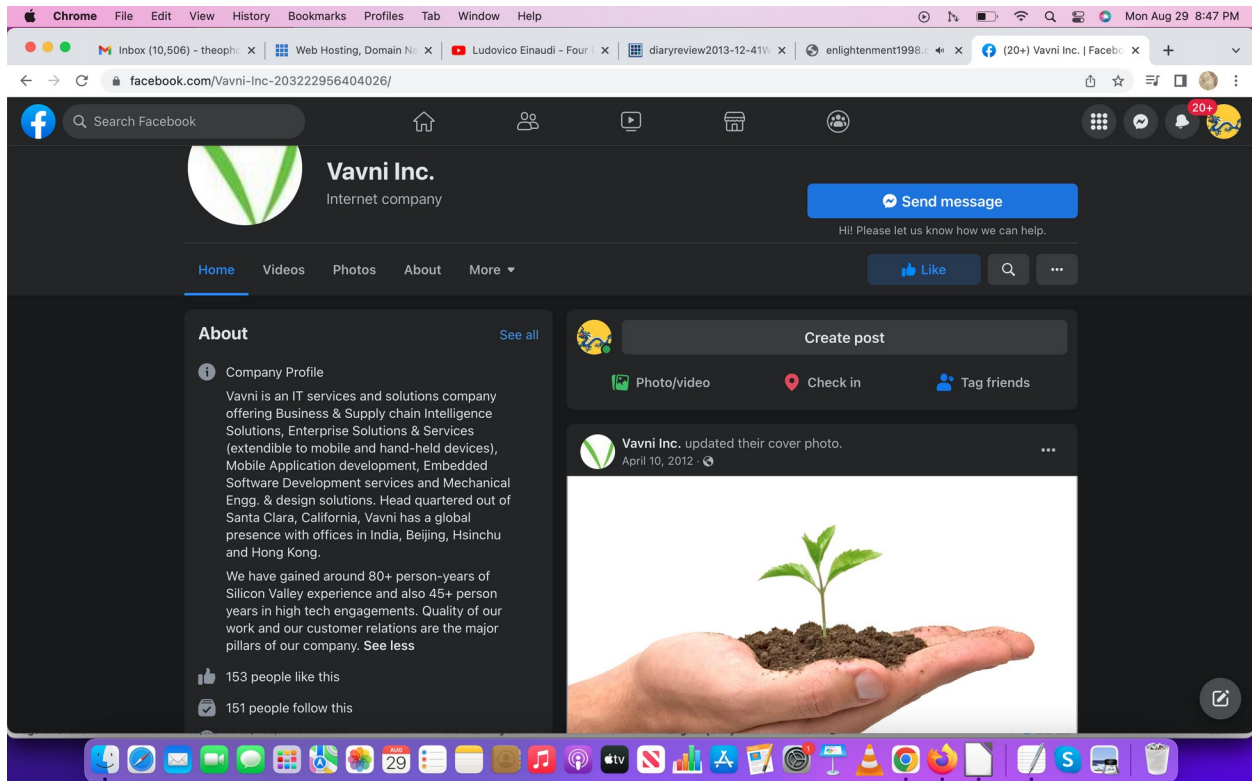 Chrome File Edit View History Bookmarks Profiles Tab Window Help Mon Aug 29 8:47 PM
Inbox (10,506) - theopho Web Hosting, Domain Na Ludovico Einaudi - Four diaryreview2013-12-41W enlightenment1998.c (20+) Vavni Inc. | Facebo
facebook.com/Vavni-Inc-203222956404026/
Search Facebook
20+
Vavni Inc.
Internet company
Send message
Hi! Please let us know how we can help.
Home Videos Photos About More
Like
About See all
Company Profile
Vavni is an IT services and solutions company
offering Business & Supply chain Intelligence
Solutions, Enterprise Solutions & Services
(extendible to mobile and hand-held devices),
Mobile Application development, Embedded
Software Development services and Mechanical
Engg. & design solutions. Head quartered out of
Santa Clara, California, Vavni has a global
presence with offices in India, Beijing, Hsinchu
and Hong Kong.
We have gained around 80+ person-years of
Silicon Valley experience and also 45+ person
years in high tech engagements. Quality of our
work and our customer relations are the major
pillars of our company. See less
153 people like this
151 people follow this
Create post
Photo/video Check in Tag friends
Vavni Inc. updated their cover photo.
April 10, 2012
AUG
29
tv